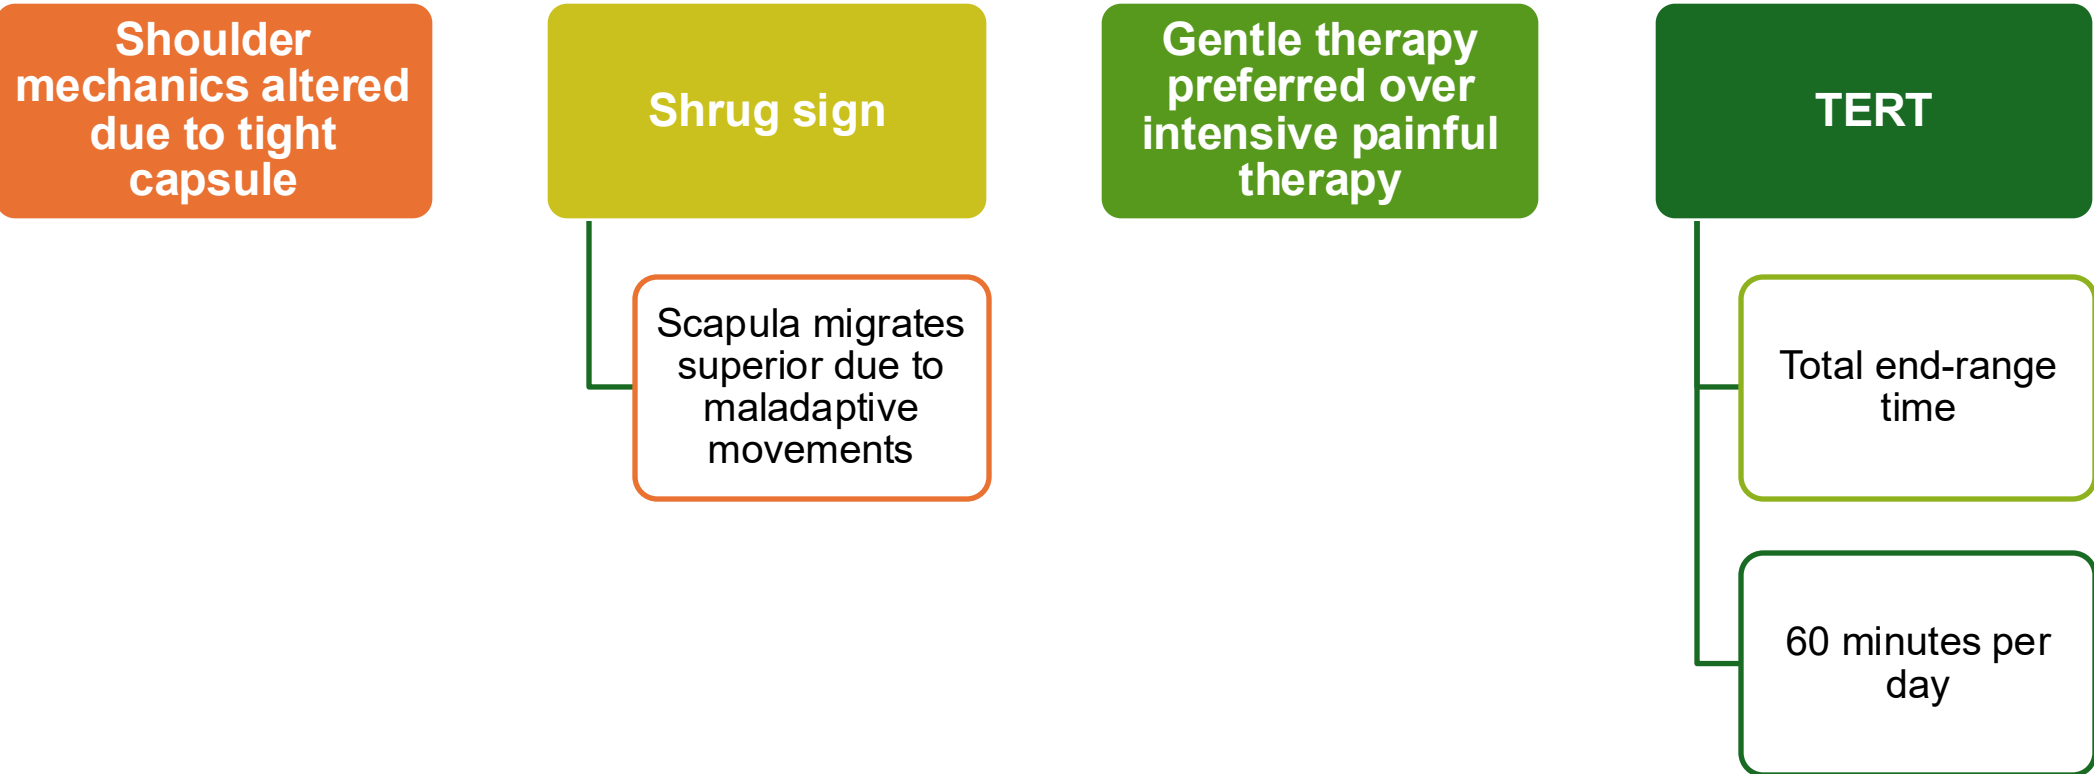 Shoulder
mechanics altered
due to tight
capsule
Shrug sign
Scapula migrates
superior due to
maladaptive
movements
Gentle therapy
preferred over
intensive painful
therapy
TERT
Total end-range
time
60 minutes per
day